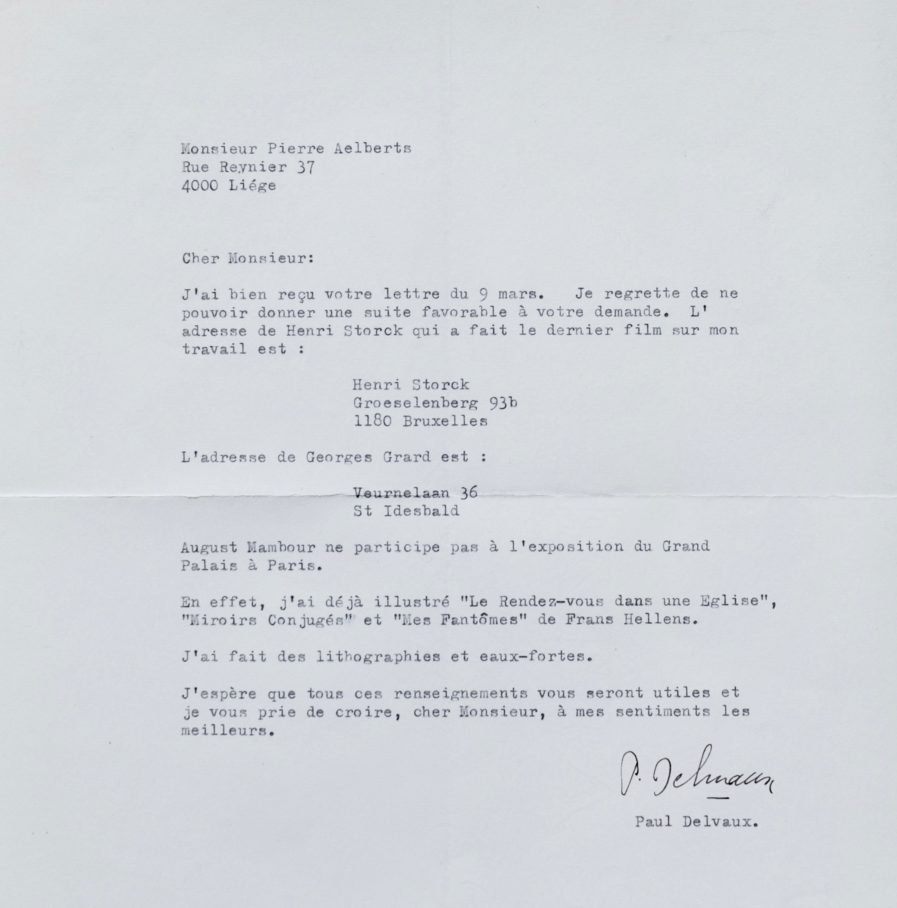 Monsieur Pierre Aelberts
Rue Reynier 37
4000 Liége
Cher Monsieur:
J'ai bien reçu votre lettre du 9 mars.   Je regrette de ne
pouvoir donner une suite favorable à votre demande.  L'
adresse de Henri Storck qui a fait le dernier film sur mon
travail est :
Henri Storck
Groeselenberg 93b
1180 Bruxelles
L'adresse de Georges Grard est :
Veurnelaan 36
St Idesbald
August Mambour ne participe pas à l'exposition du Grand
Palais à Paris.
En effet, j'ai déjà illustré "Le Rendez-vous dans une Eglise",
"Miroirs Conjugés" et "Mes Fantômes" de Frans Hellens.
J'ai fait des lithographies et eaux-fortes.
J'espère que tous ces renseignements vous seront utiles et
je vous prie de croire, cher Monsieur, à mes sentiments les
meilleurs.
P. Delvaux
Paul Delvaux.